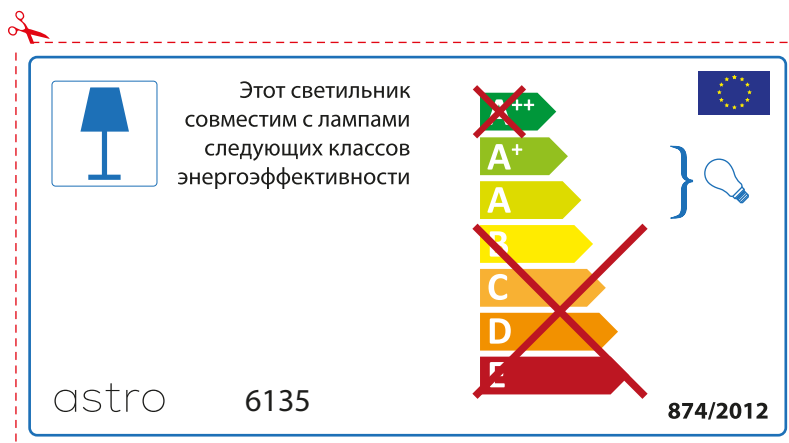 Этот светильник
совместим с лампами
следующих классов
энергоэффективности
A++
A+
A
B
C
D
E
astro
6135
874/2012